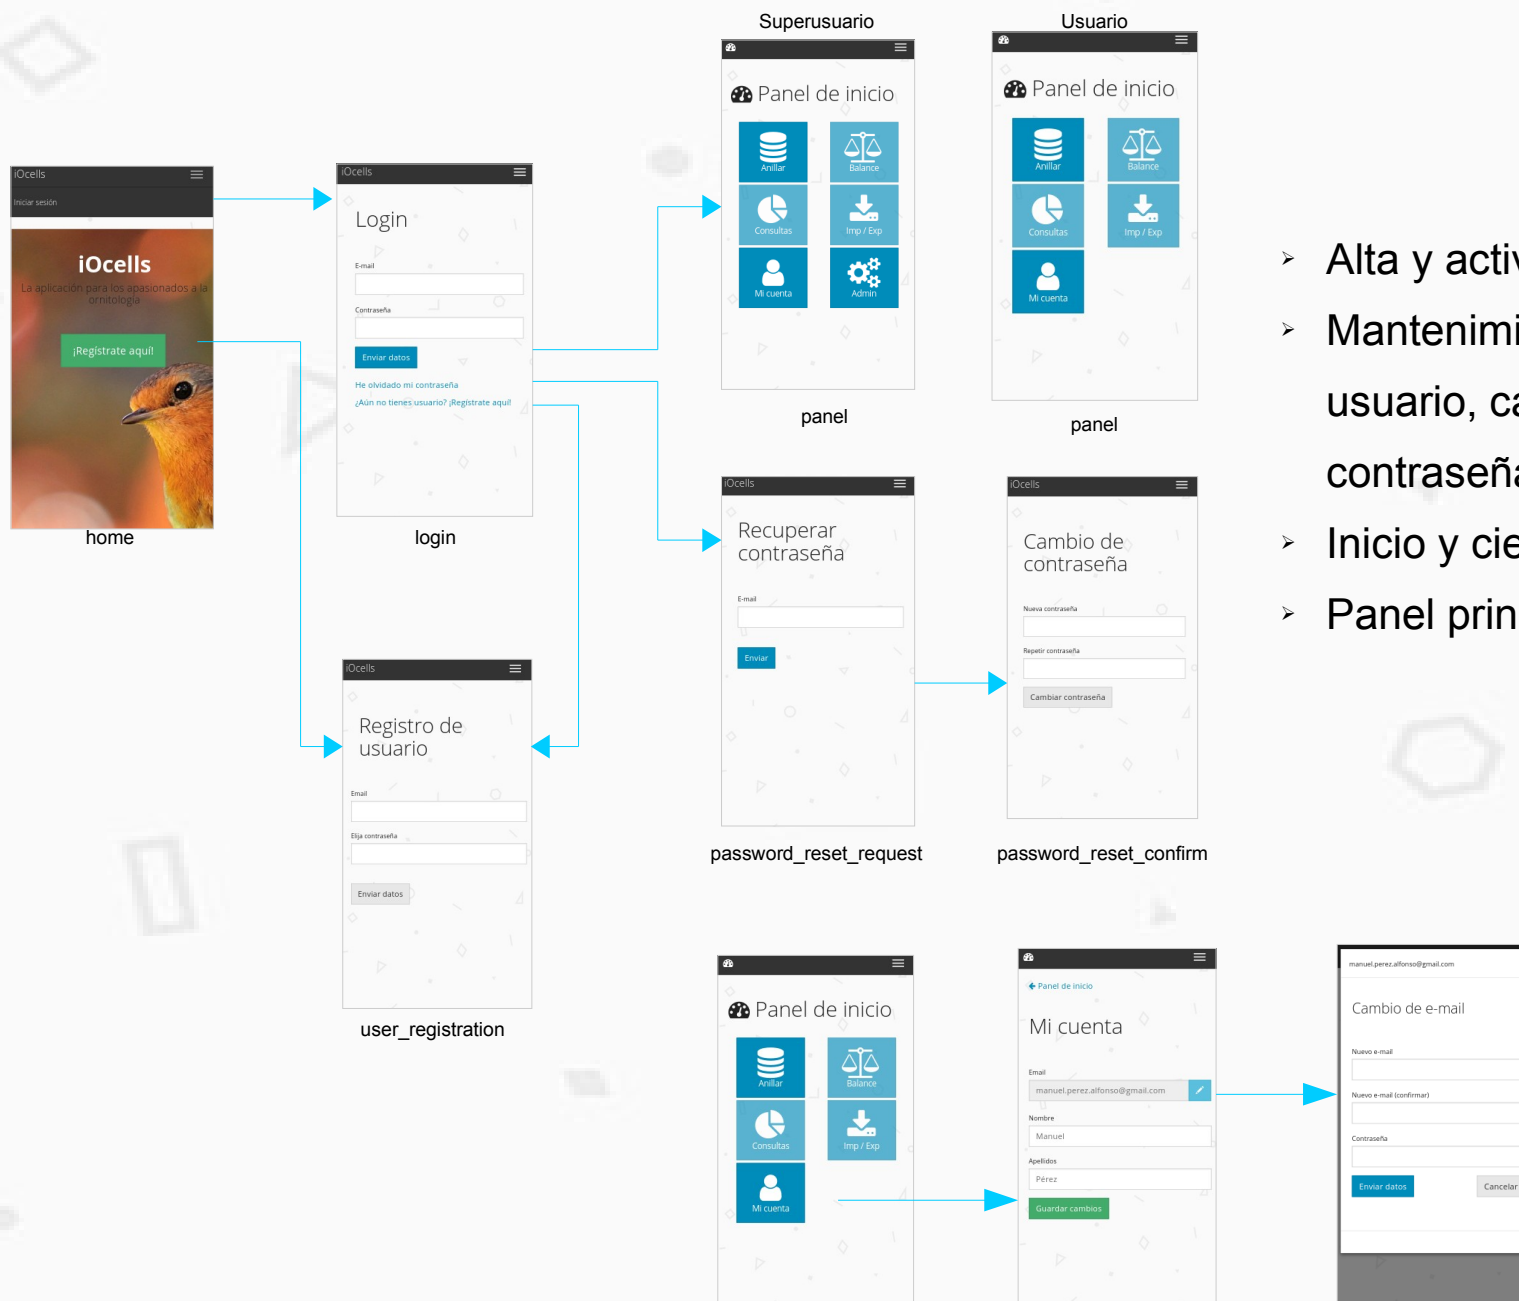 Superusuario
Panel de inicio
Anillar
Balance
Consultas
Imp / Exp
Mi cuenta
Admin
panel
Usuario
Panel de inicio
Anillar
Balance
Consultas
Imp / Exp
Mi cuenta
panel
iOcells
Iniciar sesión
iOcells
La aplicación para los apasionados a la
ornitología
¡Regístrate aquí!
home
iOcells
Login
E-mail
Contraseña
Enviar datos
He olvidado mi contraseña
¿Aún no tienes usuario? ¡Regístrate aquí!
login
iOcells
Recuperar
contraseña
E-mail
Enviar
password_reset_request
iOcells
Cambio de
contraseña
Nueva contraseña
Repetir contraseña
Cambiar contraseña
password_reset_confirm
iOcells
Registro de
usuario
Email
Elija contraseña
Enviar datos
user_registration
Alta y
Mantenimi
usuario, ca
contraseña
Inicio y cie
Panel prin
Panel de inicio
Anillar
Balance
Consultas
Imp / Exp
Mi cuenta
Panel de inicio
Mi cuenta
Email
manuel.perez.alfonso@gmail.com
Nombre
Manuel
Apellidos
Pérez
Guardar cambios
manuel.perez.alfonso@gmail.com
Cambio de e-mail
Nuevo e-mail
Nuevo e-mail (confirmar)
Contraseña
Enviar datos
Cancelar